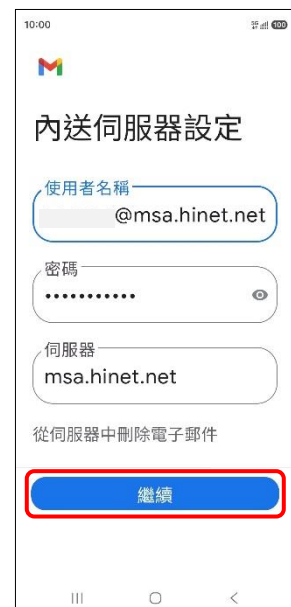 10:00
100
內送伺服器設定
使用者名稱
@msa.hinet.net
密碼
•••••••••••
伺服器
msa.hinet.net
從伺服器中刪除電子郵件
繼續